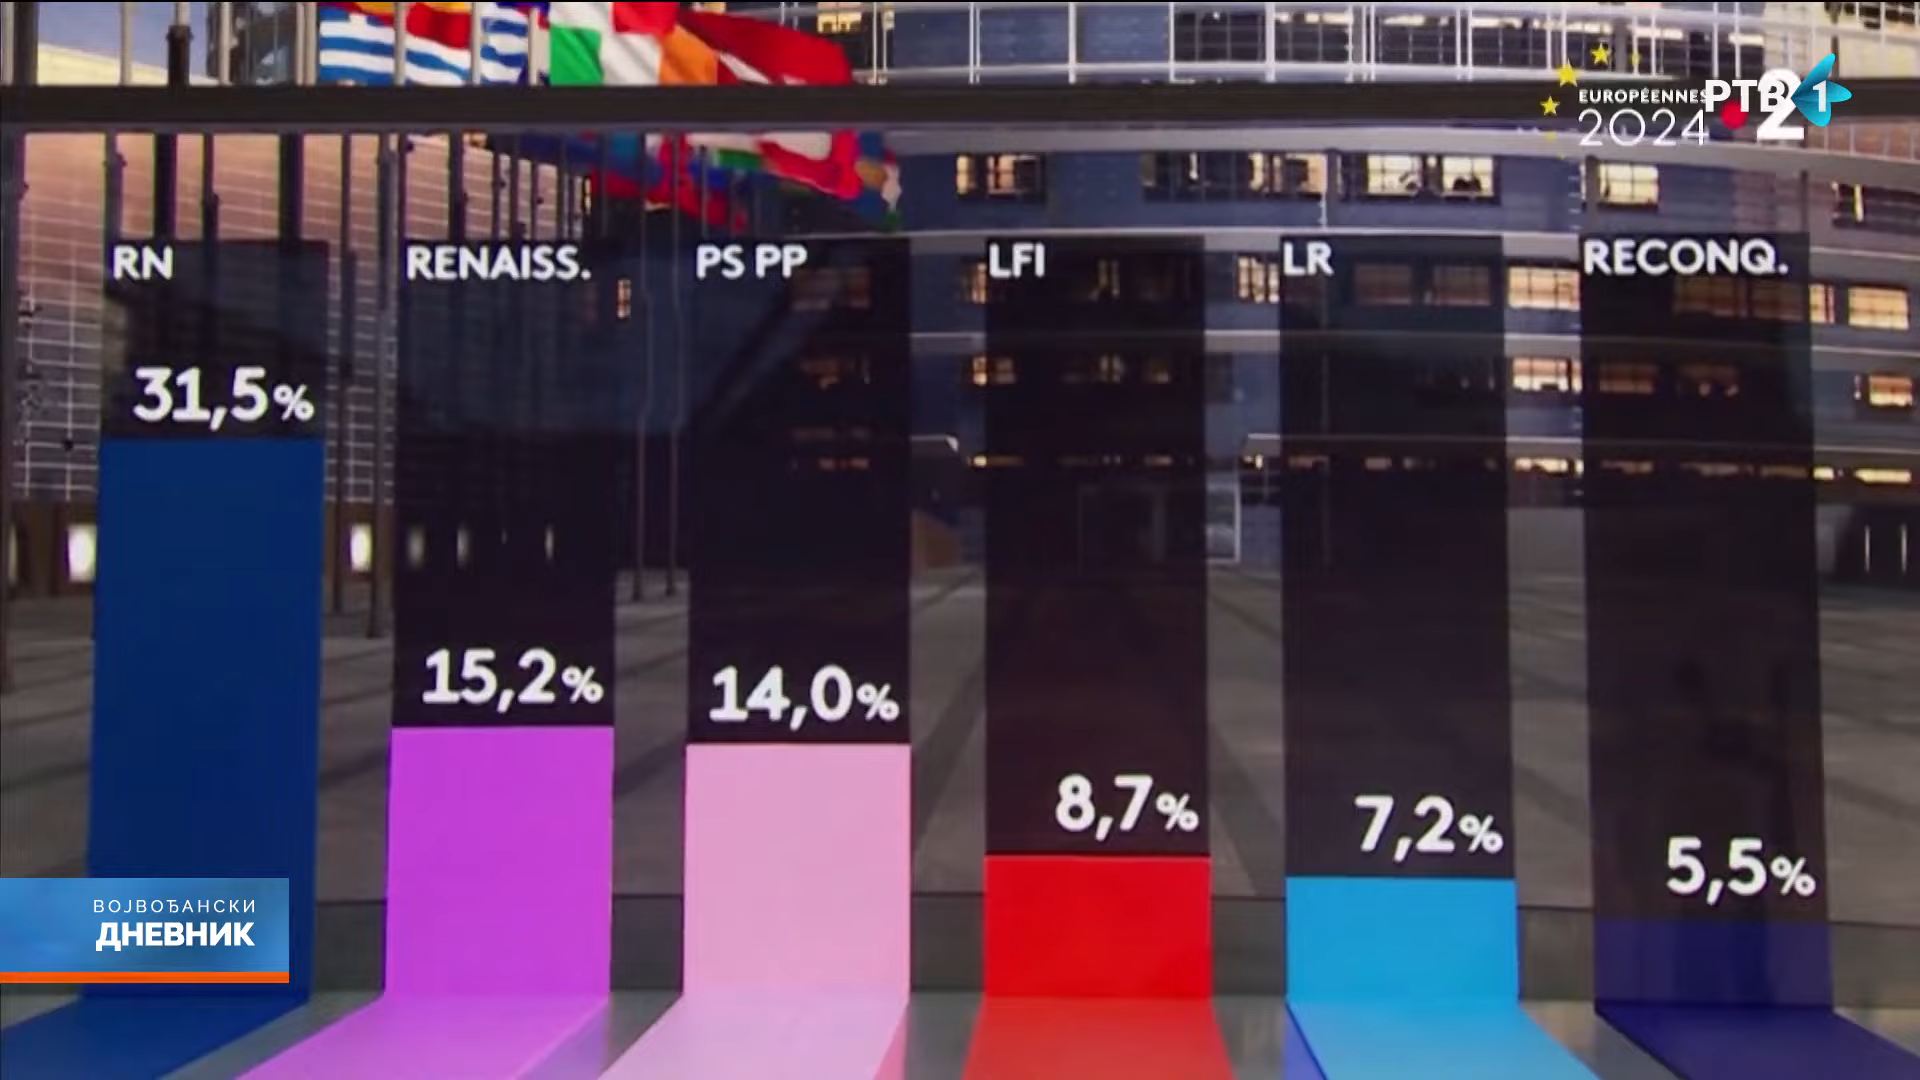 EUROPÉENNES
2024
РТВ 1
2
RN
RENAISS.
PS PP
LFI
LR
RECONQ.
31,5%
15,2%
14,0%
8,7%
7,2%
5,5%
ВОЈВОЂАНСКИ
ДНЕВНИК